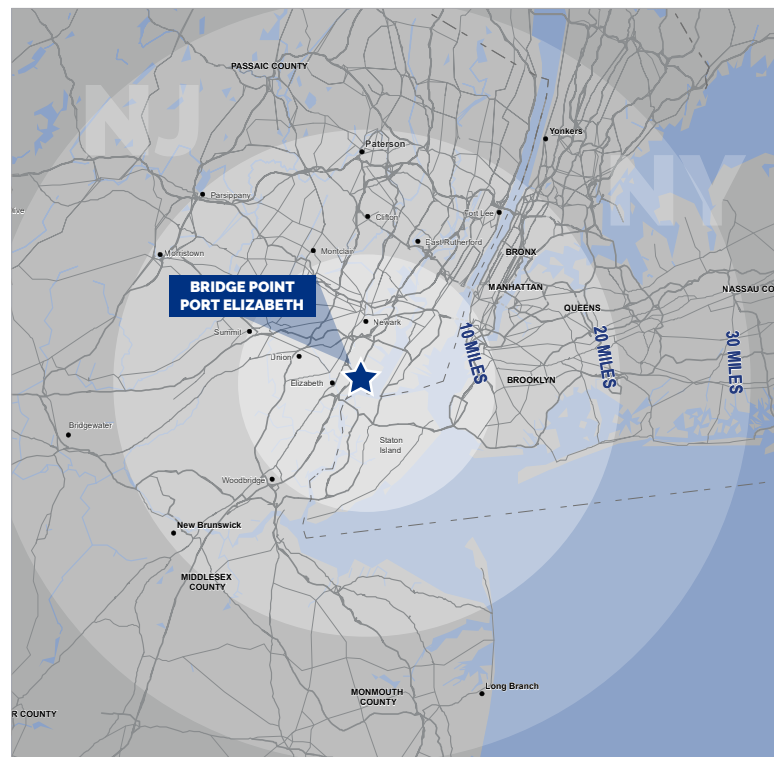 PASSAIC COUNTY
NJ
Yonkers
Paterson
NY
Parsippany
live
Clifton
Fort Lee
East Rutherford
Montclair
Morristown
BRONX
BRIDGE POINT
PORT ELIZABETH
MANHATTAN
NASSAU CO
QUEENS
Newark
Summit
10 MILES
20 MILES
30 MILES
Union
Elizabeth
BROOKLYN
Bridgewater
Staton
Island
Woodbridge
New Brunswick
MIDDLESEX
COUNTY
Long Branch
MONMOUTH
COUNTY
R COUNTY